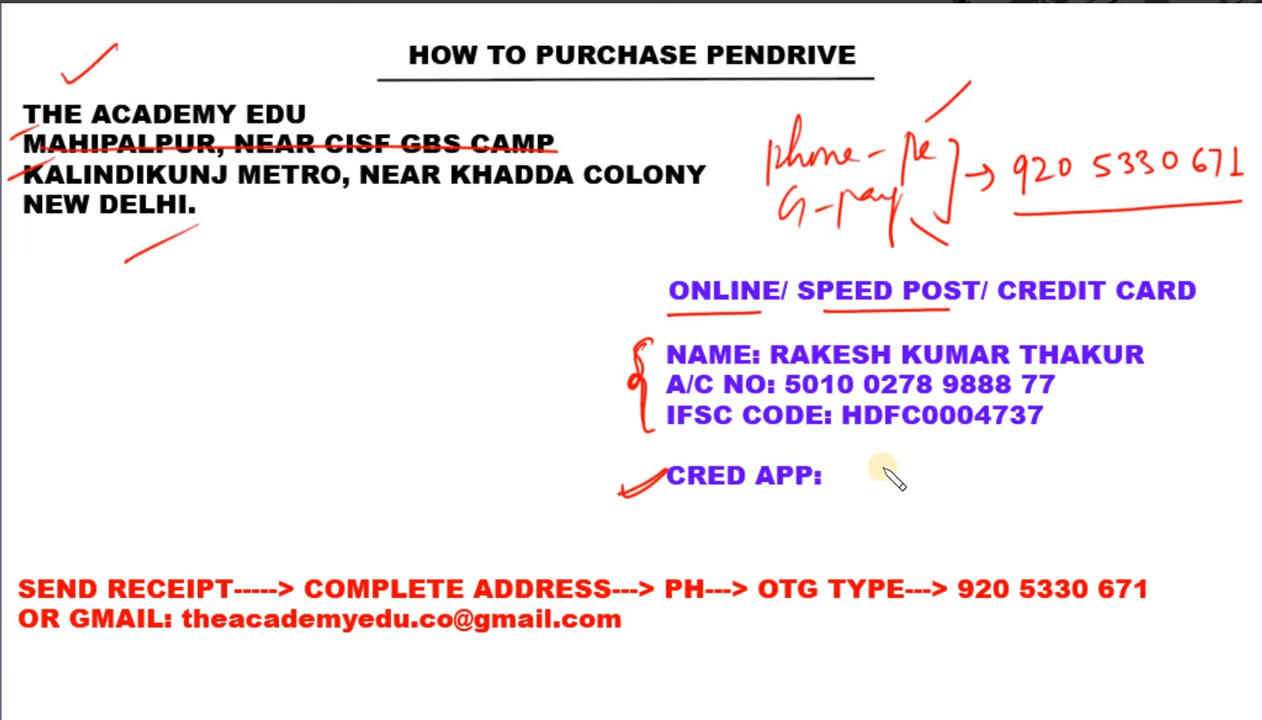 HOW TO PURCHASE PENDRIVE
THE ACADEMY EDU
MAHIPALPUR, NEAR CISF GBS CAMP
KALINDIKUNJ METRO, NEAR KHADDA COLONY
NEW DELHI.
phone-pe
G-pay
→ 920 5330 671
ONLINE/ SPEED POST/ CREDIT CARD
NAME: RAKESH KUMAR THAKUR
A/C NO: 5010 0278 9888 77
IFSC CODE: HDFC0004737
CRED APP:
SEND RECEIPT-----> COMPLETE ADDRESS---> PH---> OTG TYPE---> 920 5330 671
OR GMAIL: theacademyedu.co@gmail.com